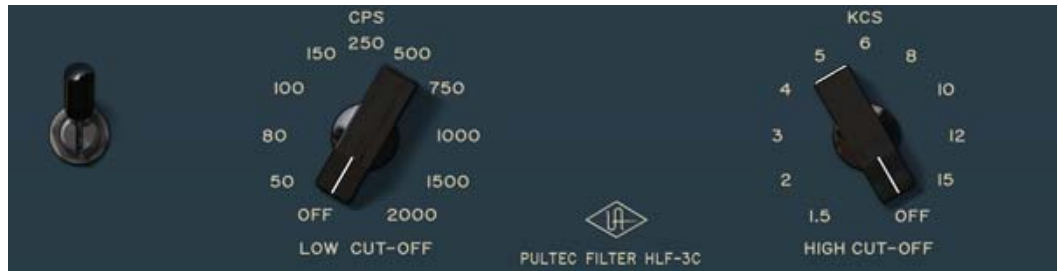 CPS
50 80 100 150 250 500 750 1000 1500 2000
OFF
LOW CUT-OFF
UA
PULTEC FILTER HLF-3C
KCS
1.5 2 3 4 5 6 8 10 12 15
OFF
HIGH CUT-OFF